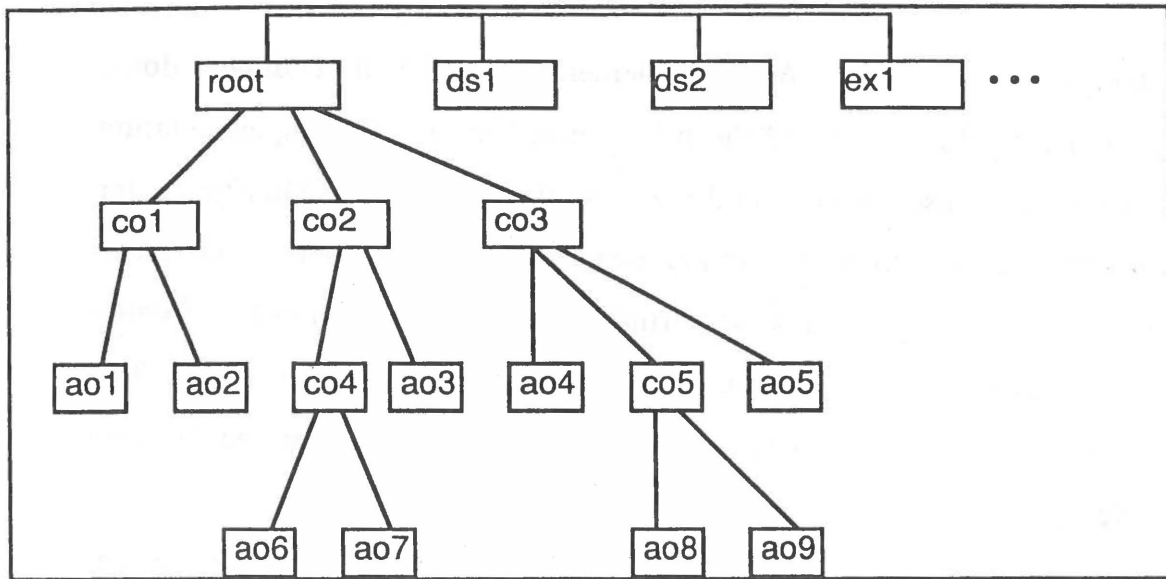 root ds1 ds2 ex1 •••
co1 co2 co3
ao1 ao2 co4 ao3 ao4 co5 ao5
ao6 ao7 ao8 ao9